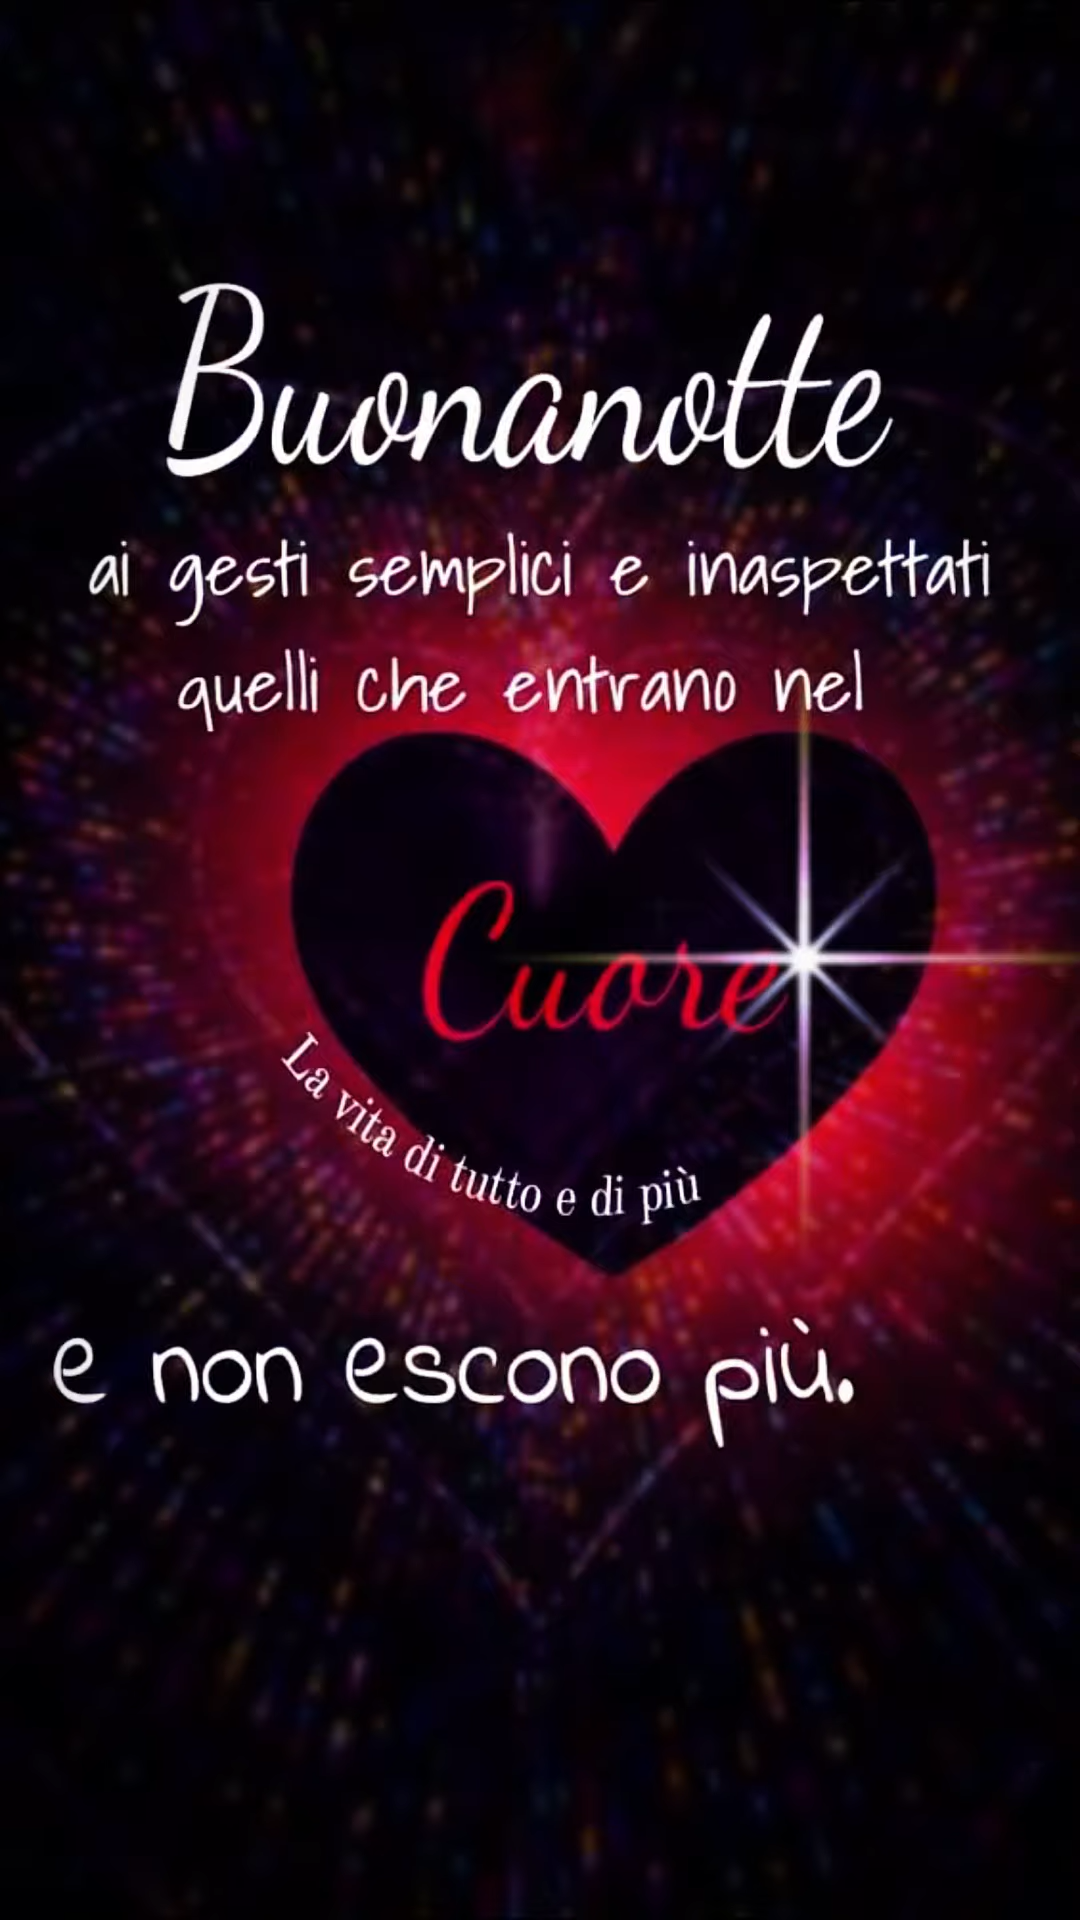 Buonanotte
ai gesti semplici e inaspettati
quelli che entrano nel
Cuore
La vita di tutto e di più
e non escono più.